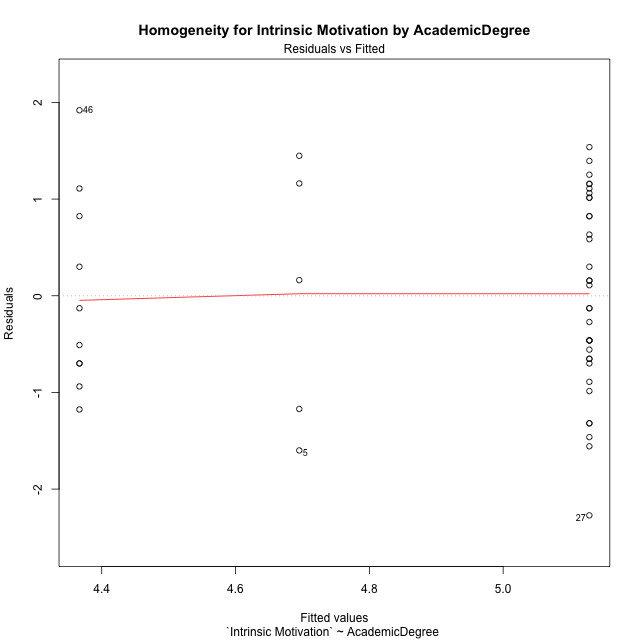 Homogeneity for Intrinsic Motivation by AcademicDegree
Residuals vs Fitted
2
1
0
-1
-2
Residuals
46
5
27
4.4 4.6 4.8 5.0
Fitted values
`Intrinsic Motivation` ~ AcademicDegree